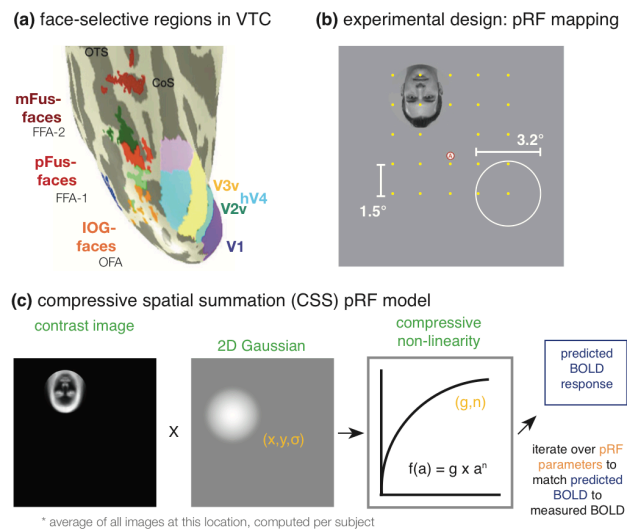 (a) face-selective regions in VTC
OTS
CoS
mFus-
faces
FFA-2
pFus-
faces
FFA-1
IOG-
faces
OFA
V3v
hV4
V2v
V1
(b) experimental design: pRF mapping
A
3.2°
1.5°
(c) compressive spatial summation (CSS) pRF model
contrast image
2D Gaussian
compressive
non-linearity
X
(x,y,σ)
(g,n)
f(a) = g x aⁿ
predicted
BOLD
response
iterate over pRF
parameters to
match predicted
BOLD to
measured BOLD
* average of all images at this location, computed per subject